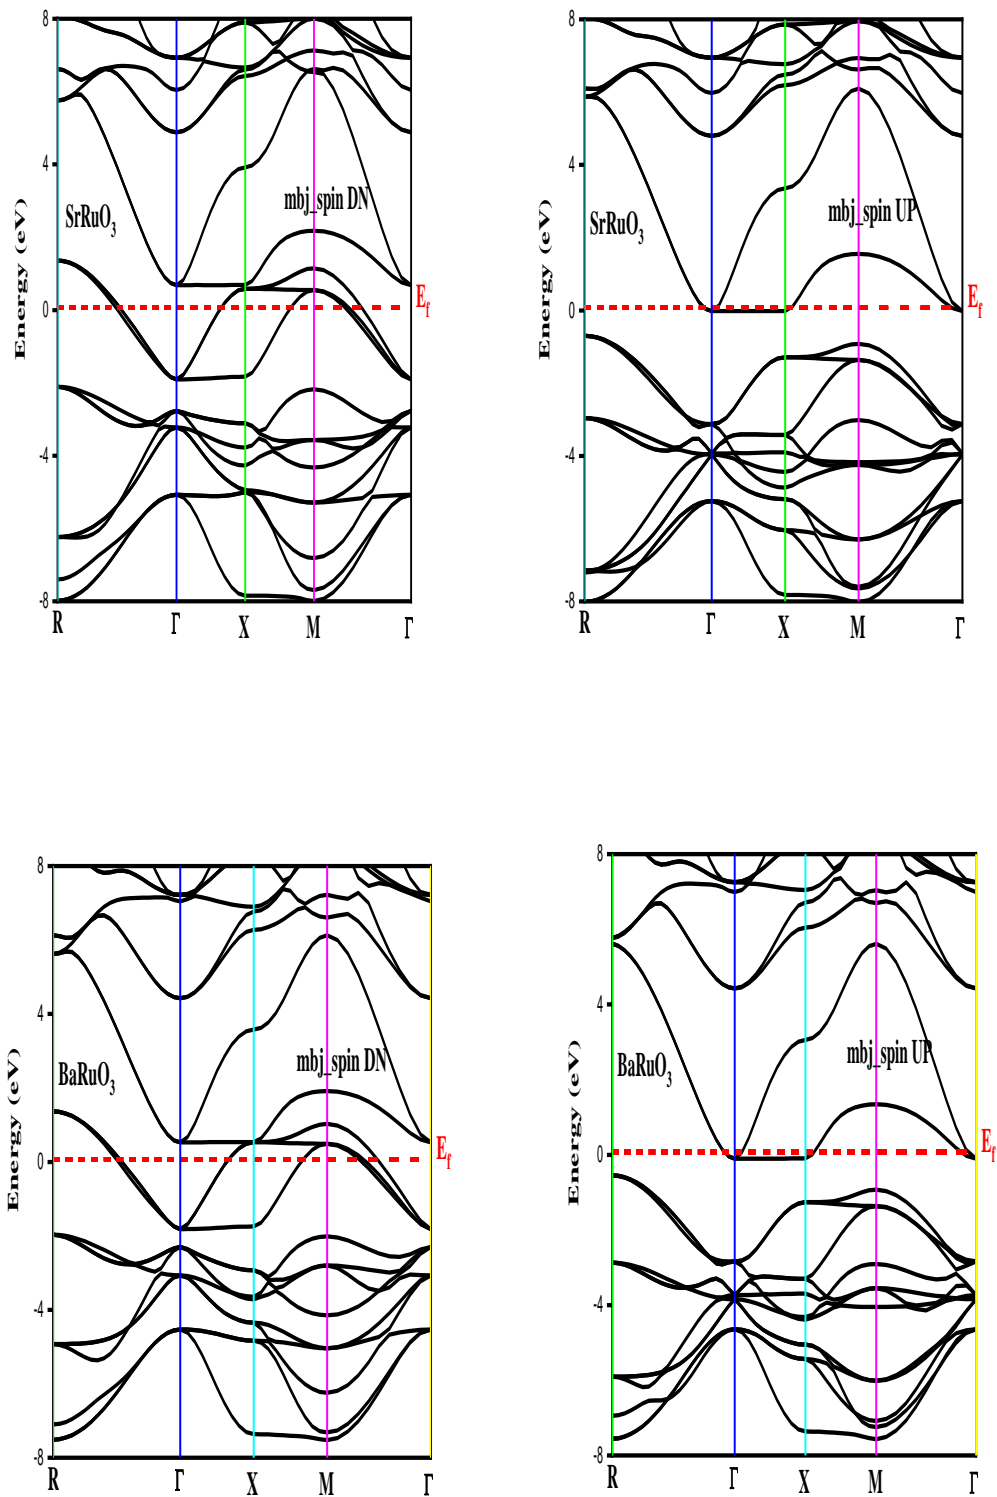 8
4
0
-4
-8
Energy (eV)
SrRuO3
mbj_spin DN
Ef
R Γ X M Γ
8
4
0
-4
-8
Energy (eV)
SrRuO3
mbj_spin UP
Ef
R Γ X M Γ
8
4
0
-4
-8
Energy (eV)
BaRuO3
mbj_spin DN
Ef
R Γ X M Γ
8
4
0
-4
-8
Energy (eV)
BaRuO3
mbj_spin UP
Ef
R Γ X M Γ